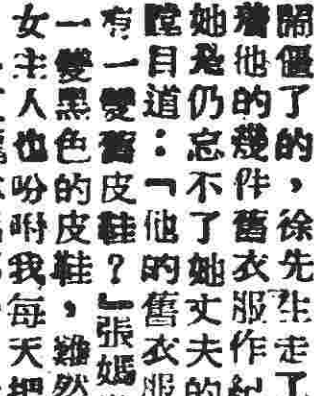 鬧僵了的，徐先生走了
着他的幾件舊衣服作紀
她是仍忘不了她丈夫的
瞠目道：「他的舊衣服
有一雙舊皮鞋？」張媽
一雙黑色的皮鞋，雖然
女主人也吩咐我每天把